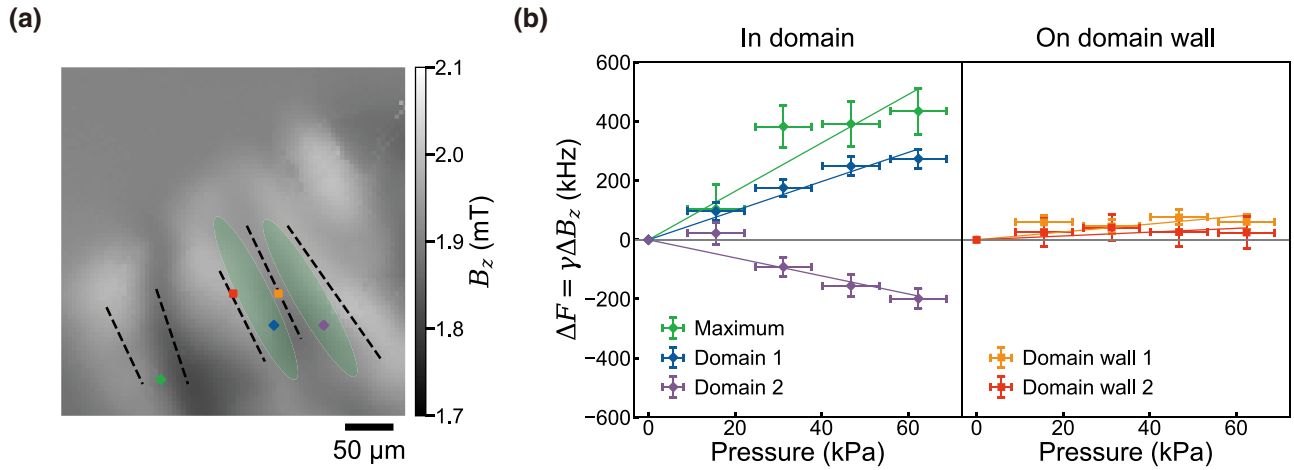 (a)
2.1
2.0
1.9
1.8
1.7
B_z (mT)
50 μm
(b)
In domain
On domain wall
ΔF = γΔB_z (kHz)
600
400
200
0
−200
−400
−600
Maximum
Domain 1
Domain 2
Domain wall 1
Domain wall 2
0 20 40 60
0 20 40 60
Pressure (kPa)
Pressure (kPa)